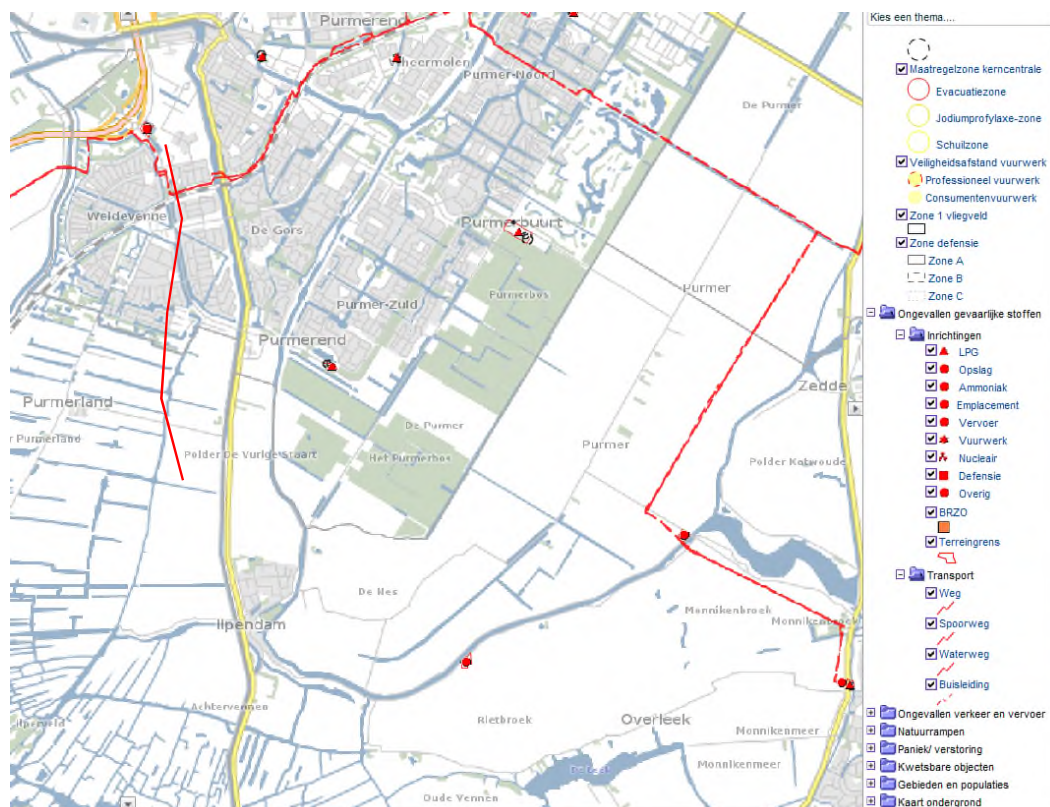 Purmerend
Wheermolen
Purmer-Noord
De Purmer
Weidevenne
De Gors
Purmerbuurt
Purmerbos
Purmer
Purmer-Zuid
Purmerend
Zedde
Purmerland
De Purmer
Purmer
Polder De Vurige Staart
Het Purmerbos
Polder Katwoude
De Nes
Monnikenbroek
Ilpendam
Achtervennen
Rietbroek
Overleek
Monnikenmeer
Monnikenmeer
Oude Vennen
Kies een thema....
Maatregelzone kerncentrale
Evacuatiezone
Jodiumprofylaxe-zone
Schuilzone
Veiligheidsafstand vuurwerk
Professioneel vuurwerk
Consumentenvuurwerk
Zone 1 vliegveld
Zone defensie
Zone A
Zone B
Zone C
Ongevallen gevaarlijke stoffen
Inrichtingen
LPG
Opslag
Ammoniak
Emplacement
Vervoer
Vuurwerk
Nucleair
Defensie
Overig
BRZO
Terreingrens
Transport
Weg
Spoorweg
Waterweg
Buisleiding
Ongevallen verkeer en vervoer
Natuurrampen
Paniek/ verstoring
Kwetsbare objecten
Gebieden en populaties
Kaart ondergrond